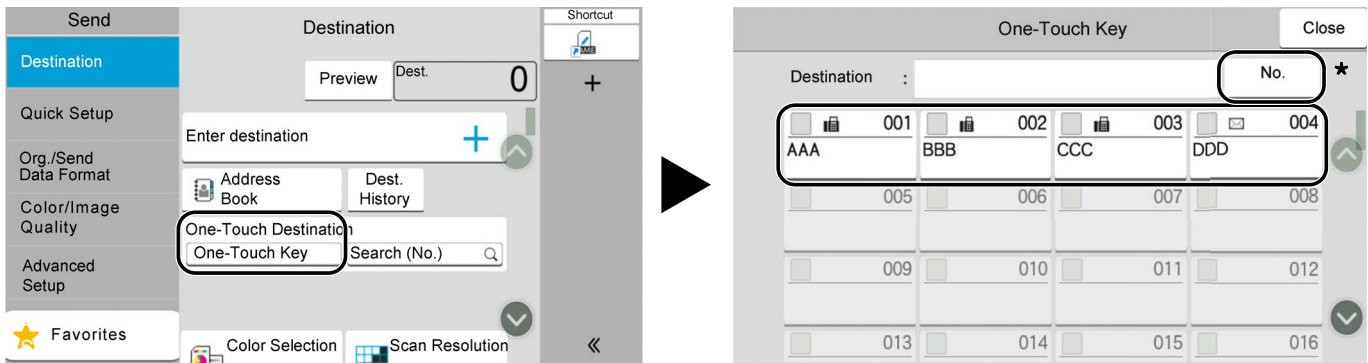 Send
Destination
Quick Setup
Org./Send
Data Format
Color/Image
Quality
Advanced
Setup
Favorites
Destination
Preview
Dest.
0
Enter destination
Address
Book
Dest.
History
One-Touch Destination
One-Touch Key
Search (No.)
Color Selection
Scan Resolution
Shortcut
+
«
One-Touch Key
Close
Destination :
No.
*
001 002 003 004
AAA BBB CCC DDD
005 006 007 008
009 010 011 012
013 014 015 016